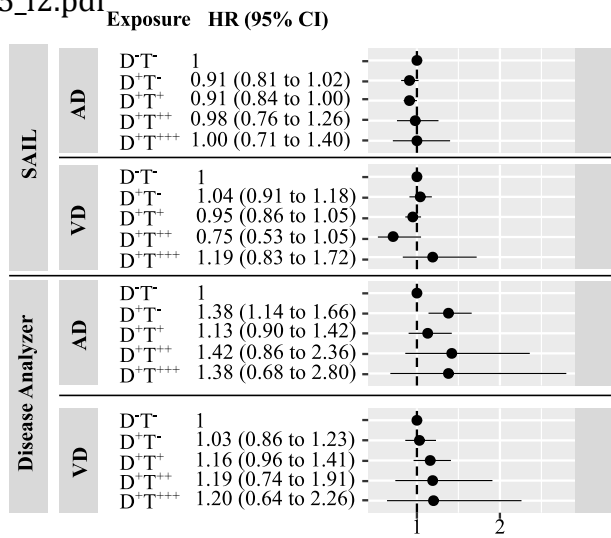 5_f2.pdf
Exposure HR (95% CI)
SAIL
AD
D⁻T⁻ 1
D⁺T⁻ 0.91 (0.81 to 1.02)
D⁺T⁺ 0.91 (0.84 to 1.00)
D⁺T⁺⁺ 0.98 (0.76 to 1.26)
D⁺T⁺⁺⁺ 1.00 (0.71 to 1.40)
VD
D⁻T⁻ 1
D⁺T⁻ 1.04 (0.91 to 1.18)
D⁺T⁺ 0.95 (0.86 to 1.05)
D⁺T⁺⁺ 0.75 (0.53 to 1.05)
D⁺T⁺⁺⁺ 1.19 (0.83 to 1.72)
Disease Analyzer
AD
D⁻T⁻ 1
D⁺T⁻ 1.38 (1.14 to 1.66)
D⁺T⁺ 1.13 (0.90 to 1.42)
D⁺T⁺⁺ 1.42 (0.86 to 2.36)
D⁺T⁺⁺⁺ 1.38 (0.68 to 2.80)
VD
D⁻T⁻ 1
D⁺T⁻ 1.03 (0.86 to 1.23)
D⁺T⁺ 1.16 (0.96 to 1.41)
D⁺T⁺⁺ 1.19 (0.74 to 1.91)
D⁺T⁺⁺⁺ 1.20 (0.64 to 2.26)
1 2